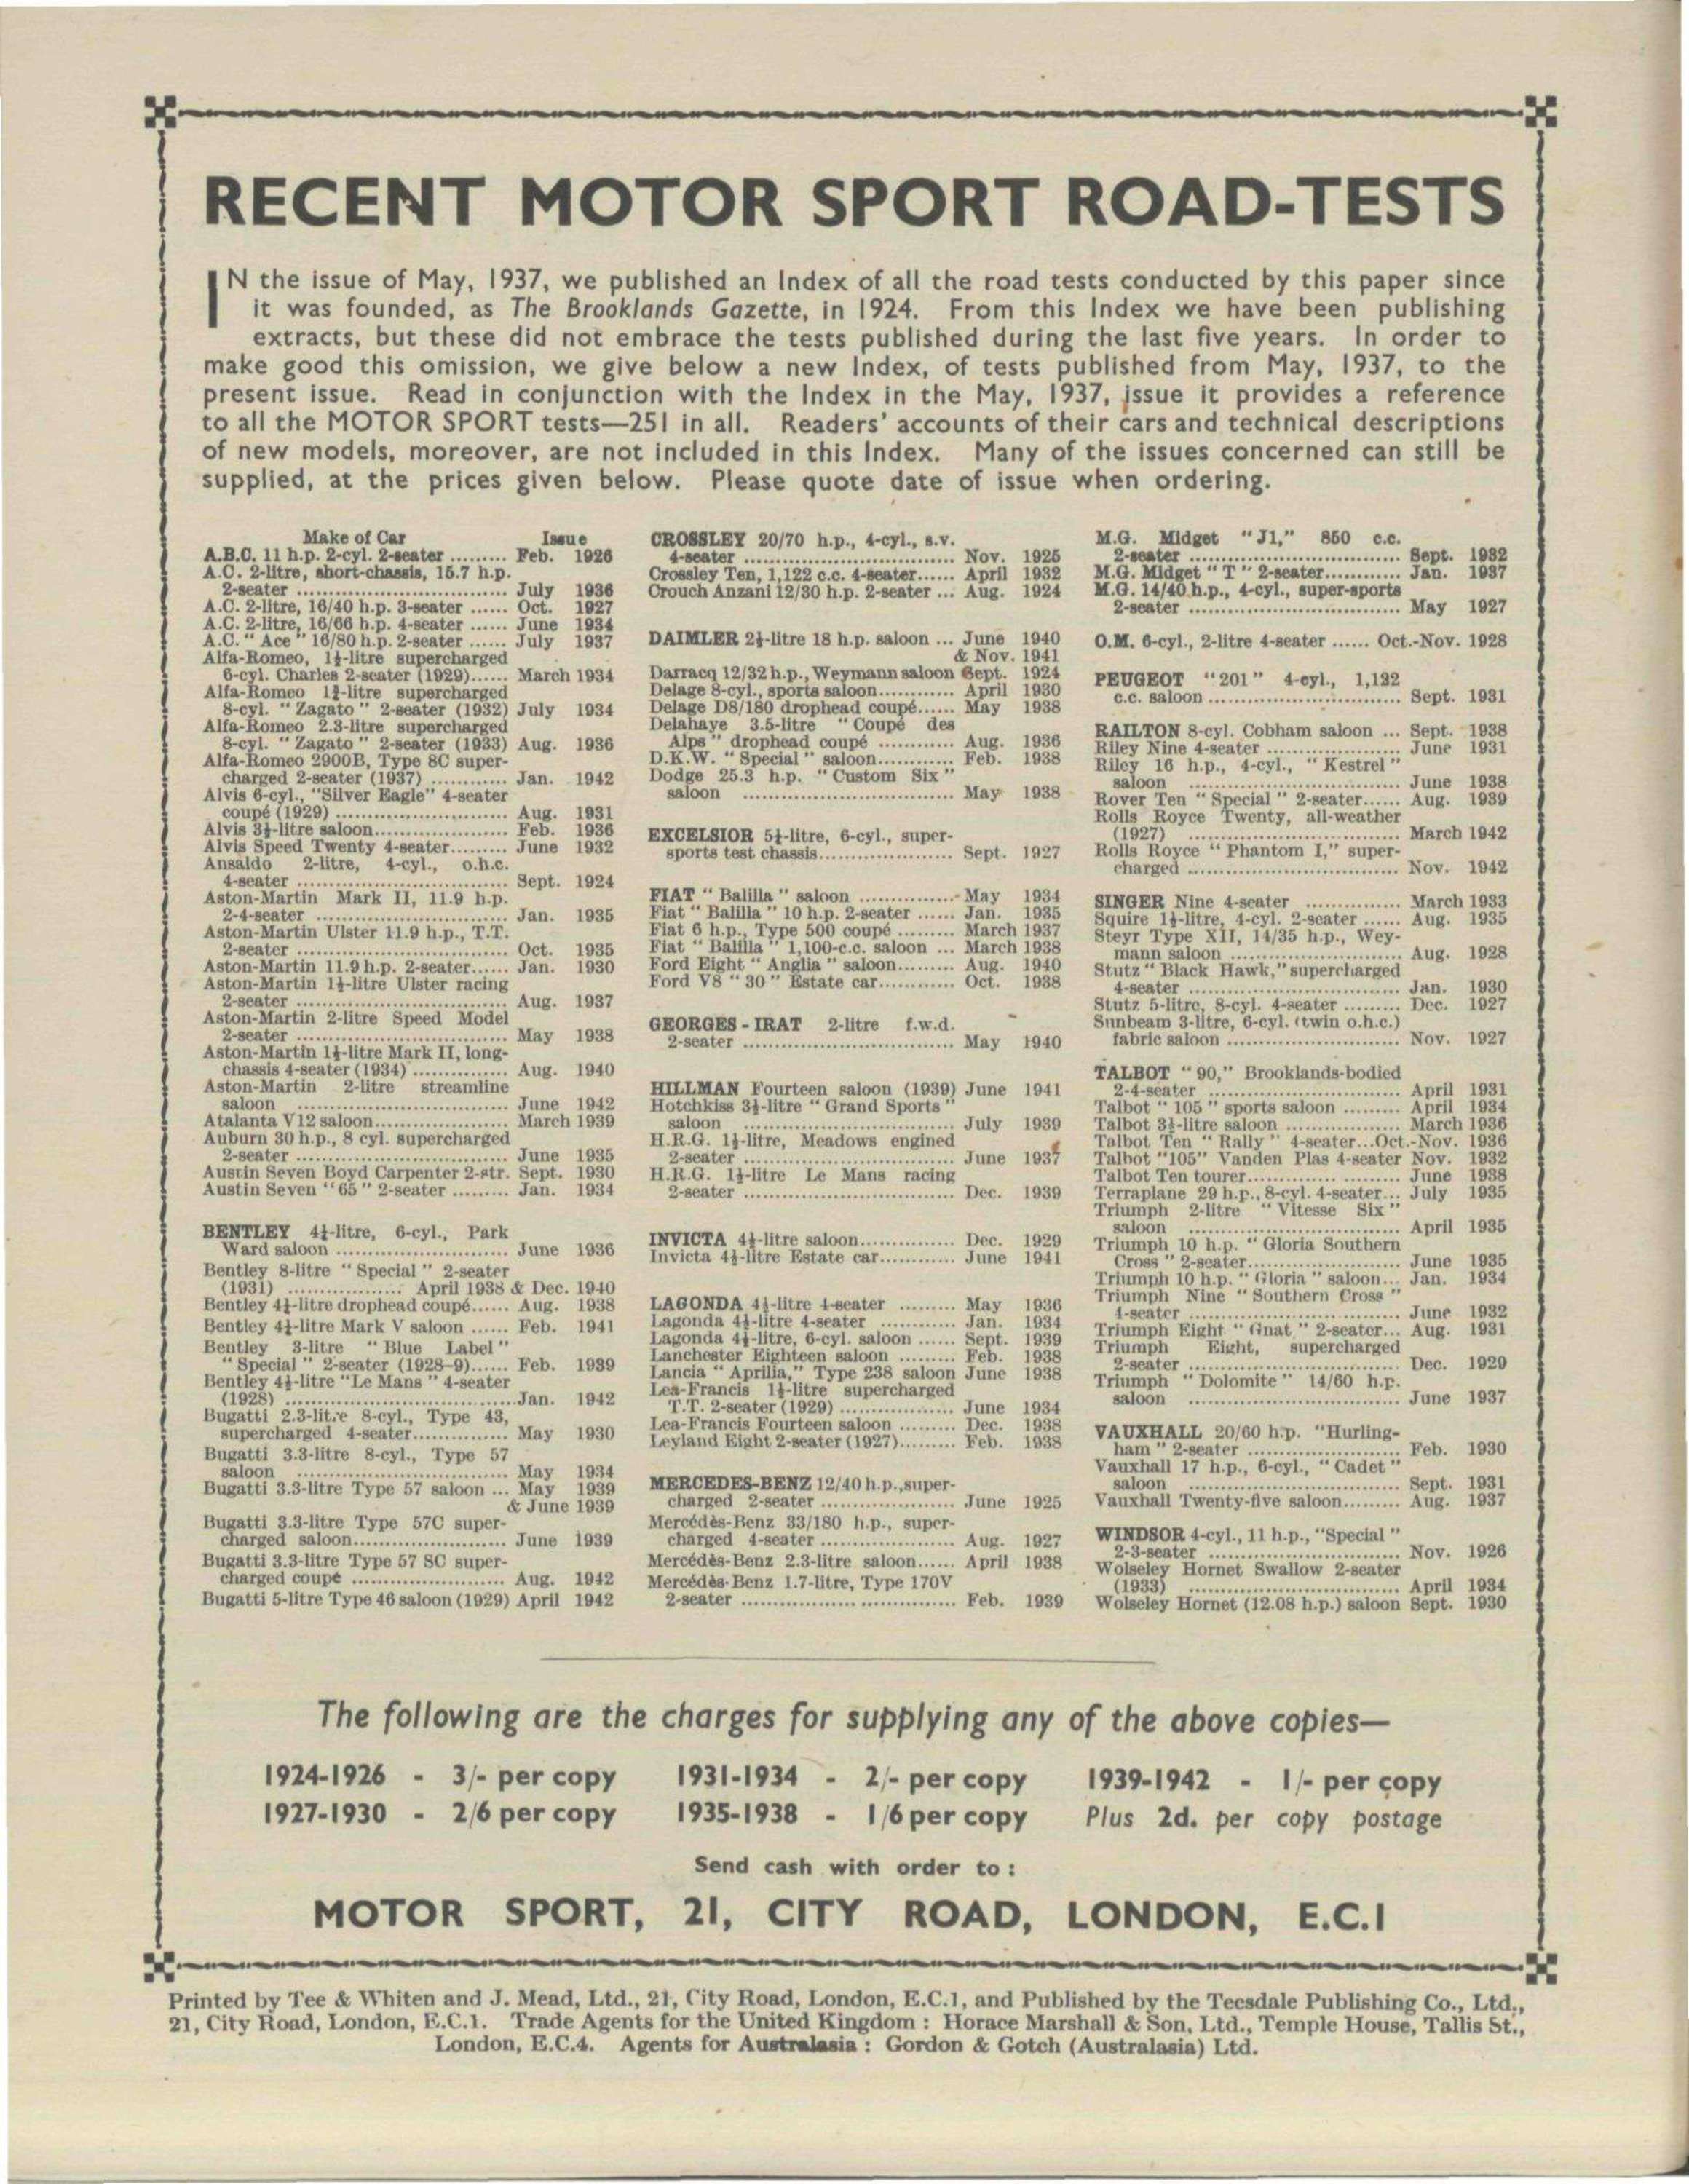 RECENT MOTOR SPORT ROAD-TESTS
IN the issue of May, 1937, we published an Index of all the road tests conducted by this paper since
it was founded, as The Brooklands Gazette, in 1924. From this Index we have been publishing
extracts, but these did not embrace the tests published during the last five years. In order to
make good this omission, we give below a new Index, of tests published from May, 1937, to the
present issue. Read in conjunction with the Index in the May, 1937, issue it provides a reference
to all the MOTOR SPORT tests—251 in all. Readers' accounts of their cars and technical descriptions
of new models, moreover, are not included in this Index. Many of the issues concerned can still be
supplied, at the prices given below. Please quote date of issue when ordering.
Make of Car Issue
A.B.C. 11 h.p. 2-cyl. 2-seater ......... Feb. 1926
A.C. 2-litre, short-chassis, 15.7 h.p.
2-seater ................................. July 1936
A.C. 2-litre, 16/40 h.p. 3-seater ...... Oct. 1927
A.C. 2-litre, 16/66 h.p. 4-seater ...... June 1934
A.C. "Ace" 16/80 h.p. 2-seater ...... July 1937
Alfa-Romeo, 1½-litre supercharged
6-cyl. Charles 2-seater (1929)...... March 1934
Alfa-Romeo 1¾-litre supercharged
8-cyl. "Zagato" 2-seater (1932) July 1934
Alfa-Romeo 2.3-litre supercharged
8-cyl. "Zagato" 2-seater (1933) Aug. 1936
Alfa-Romeo 2900B, Type 8C super-
charged 2-seater (1937) ............ Jan. 1942
Alvis 6-cyl., "Silver Eagle" 4-seater
coupé (1929) ........................... Aug. 1931
Alvis 3½-litre saloon..................... Feb. 1936
Alvis Speed Twenty 4-seater......... June 1932
Ansaldo 2-litre, 4-cyl., o.h.c.
4-seater ................................. Sept. 1924
Aston-Martin Mark II, 11.9 h.p.
2-4-seater .............................. Jan. 1935
Aston-Martin Ulster 11.9 h.p., T.T.
2-seater ................................. Oct. 1935
Aston-Martin 11.9 h.p. 2-seater...... Jan. 1930
Aston-Martin 1½-litre Ulster racing
2-seater ................................. Aug. 1937
Aston-Martin 2-litre Speed Model
2-seater ................................. May 1938
Aston-Martin 1½-litre Mark II, long-
chassis 4-seater (1934) ............... Aug. 1940
Aston-Martin 2-litre streamline
saloon ................................. June 1942
Atalanta V12 saloon..................... March 1939
Auburn 30 h.p., 8 cyl. supercharged
2-seater ................................. June 1935
Austin Seven Boyd Carpenter 2-str. Sept. 1930
Austin Seven "65" 2-seater ......... Jan. 1934
BENTLEY 4¼-litre, 6-cyl., Park
Ward saloon ........................... June 1936
Bentley 8-litre "Special" 2-seater
(1931) .................. April 1938 & Dec. 1940
Bentley 4¼-litre drophead coupé...... Aug. 1938
Bentley 4¼-litre Mark V saloon ...... Feb. 1941
Bentley 3-litre "Blue Label"
"Special" 2-seater (1928-9)...... Feb. 1939
Bentley 4½-litre "Le Mans" 4-seater
(1928) ....................................Jan. 1942
Bugatti 2.3-litre 8-cyl., Type 43,
supercharged 4-seater............... May 1930
Bugatti 3.3-litre 8-cyl., Type 57
saloon ................................. May 1934
Bugatti 3.3-litre Type 57 saloon ... May 1939
& June 1939
Bugatti 3.3-litre Type 57C super-
charged saloon........................ June 1939
Bugatti 3.3-litre Type 57 SC super-
charged coupé ........................ Aug. 1942
Bugatti 5-litre Type 46 saloon (1929) April 1942
CROSSLEY 20/70 h.p., 4-cyl., s.v.
4-seater ................................. Nov. 1925
Crossley Ten, 1,122 c.c. 4-seater...... April 1932
Crouch Anzani 12/30 h.p. 2-seater ... Aug. 1924
DAIMLER 2½-litre 18 h.p. saloon ... June 1940
& Nov. 1941
Darracq 12/32 h.p., Weymann saloon Sept. 1924
Delage 8-cyl., sports saloon............ April 1930
Delage D8/180 drophead coupé...... May 1938
Delahaye 3.5-litre "Coupé des
Alps" drophead coupé ............ Aug. 1936
D.K.W. "Special" saloon............ Feb. 1938
Dodge 25.3 h.p. "Custom Six"
saloon ................................. May 1938
EXCELSIOR 5¼-litre, 6-cyl., super-
sports test chassis..................... Sept. 1927
FIAT "Balilla" saloon ............... May 1934
Fiat "Balilla" 10 h.p. 2-seater ...... Jan. 1935
Fiat 6 h.p., Type 500 coupé ......... March 1937
Fiat "Balilla" 1,100-c.c. saloon ... March 1938
Ford Eight "Anglia" saloon......... Aug. 1940
Ford V8 "30" Estate car............ Oct. 1938
GEORGES-IRAT 2-litre f.w.d.
2-seater ................................. May 1940
HILLMAN Fourteen saloon (1939) June 1941
Hotchkiss 3½-litre "Grand Sports"
saloon ................................. July 1939
H.R.G. 1½-litre, Meadows engined
2-seater ................................. June 1937
H.R.G. 1½-litre Le Mans racing
2-seater ................................. Dec. 1939
INVICTA 4½-litre saloon............... Dec. 1929
Invicta 4½-litre Estate car............ June 1941
LAGONDA 4½-litre 4-seater ......... May 1936
Lagonda 4½-litre 4-seater ............ Jan. 1934
Lagonda 4½-litre, 6-cyl. saloon ...... Sept. 1939
Lanchester Eighteen saloon ......... Feb. 1938
Lancia "Aprilia," Type 238 saloon June 1938
Lea-Francis 1½-litre supercharged
T.T. 2-seater (1929) .................. June 1934
Lea-Francis Fourteen saloon ......... Dec. 1938
Leyland Eight 2-seater (1927)......... Feb. 1938
MERCEDES-BENZ 12/40 h.p., super-
charged 2-seater ..................... June 1925
Mercédès-Benz 33/180 h.p., super-
charged 4-seater ..................... Aug. 1927
Mercédès-Benz 2.3-litre saloon...... April 1938
Mercédès-Benz 1.7-litre, Type 170V
2-seater ................................. Feb. 1939
M.G. Midget "J1," 850 c.c.
2-seater ................................. Sept. 1932
M.G. Midget "T" 2-seater............ Jan. 1937
M.G. 14/40 h.p., 4-cyl., super-sports
2-seater ................................. May 1927
O.M. 6-cyl., 2-litre 4-seater ...... Oct.-Nov. 1928
PEUGEOT "201" 4-cyl., 1,122
c.c. saloon .............................. Sept. 1931
RAILTON 8-cyl. Cobham saloon ... Sept. 1938
Riley Nine 4-seater ..................... June 1931
Riley 16 h.p., 4-cyl., "Kestrel"
saloon ................................. June 1938
Rover Ten "Special" 2-seater...... Aug. 1939
Rolls Royce Twenty, all-weather
(1927) ................................. March 1942
Rolls Royce "Phantom I," super-
charged ................................. Nov. 1942
SINGER Nine 4-seater ............... March 1933
Squire 1½-litre, 4-cyl. 2-seater ...... Aug. 1935
Steyr Type XII, 14/35 h.p., Wey-
mann saloon ........................... Aug. 1928
Stutz "Black Hawk," supercharged
4-seater ................................. Jan. 1930
Stutz 5-litre, 8-cyl. 4-seater ......... Dec. 1927
Sunbeam 3-litre, 6-cyl. (twin o.h.c.)
fabric saloon ........................... Nov. 1927
TALBOT "90," Brooklands-bodied
2-4-seater .............................. April 1931
Talbot "105" sports saloon ......... April 1934
Talbot 3½-litre saloon .................. March 1936
Talbot Ten "Rally" 4-seater...Oct.-Nov. 1936
Talbot "105" Vanden Plas 4-seater Nov. 1932
Talbot Ten tourer........................ June 1938
Terraplane 29 h.p., 8-cyl. 4-seater... July 1935
Triumph 2-litre "Vitesse Six"
saloon ................................. April 1935
Triumph 10 h.p. "Gloria Southern
Cross" 2-seater........................ June 1935
Triumph 10 h.p. "Gloria" saloon... Jan. 1934
Triumph Nine "Southern Cross"
4-seater ................................. June 1932
Triumph Eight "Gnat" 2-seater... Aug. 1931
Triumph Eight, supercharged
2-seater ................................. Dec. 1929
Triumph "Dolomite" 14/60 h.p.
saloon ................................. June 1937
VAUXHALL 20/60 h.p. "Hurling-
ham" 2-seater ........................ Feb. 1930
Vauxhall 17 h.p., 6-cyl., "Cadet"
saloon ................................. Sept. 1931
Vauxhall Twenty-five saloon......... Aug. 1937
WINDSOR 4-cyl., 11 h.p., "Special"
2-3-seater .............................. Nov. 1926
Wolseley Hornet Swallow 2-seater
(1933) ................................. April 1934
Wolseley Hornet (12.08 h.p.) saloon Sept. 1930
The following are the charges for supplying any of the above copies—
1924-1926 - 3/- per copy 1931-1934 - 2/- per copy 1939-1942 - 1/- per copy
1927-1930 - 2/6 per copy 1935-1938 - 1/6 per copy Plus 2d. per copy postage
Send cash with order to :
MOTOR SPORT, 21, CITY ROAD, LONDON, E.C.1
Printed by Tee & Whiten and J. Mead, Ltd., 21, City Road, London, E.C.1, and Published by the Teesdale Publishing Co., Ltd.,
21, City Road, London, E.C.1. Trade Agents for the United Kingdom : Horace Marshall & Son, Ltd., Temple House, Tallis St.,
London, E.C.4. Agents for Australasia : Gordon & Gotch (Australasia) Ltd.